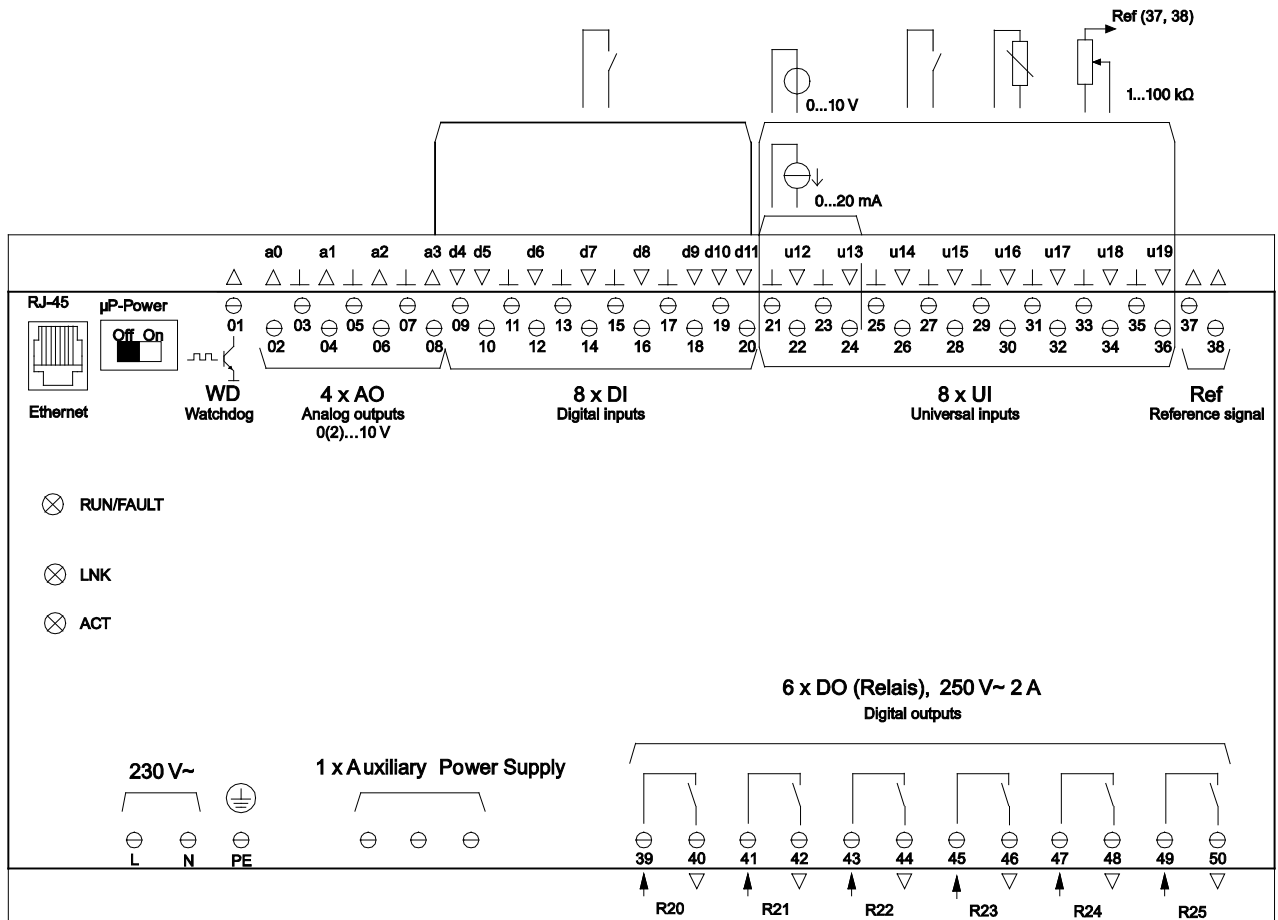 Ref (37, 38)
0...10 V
1...100 kΩ
0...20 mA
a0 a1 a2 a3 d4 d5 d6 d7 d8 d9 d10 d11 u12 u13 u14 u15 u16 u17 u18 u19
RJ-45
µP-Power
Off On
01 03 05 07 09 11 13 15 17 19 21 23 25 27 29 31 33 35 37
02 04 06 08 10 12 14 16 18 20 22 24 26 28 30 32 34 36 38
Ethernet
WD
Watchdog
4 x AO
Analog outputs
0(2)...10 V
8 x DI
Digital inputs
8 x UI
Universal inputs
Ref
Reference signal
RUN/FAULT
LNK
ACT
6 x DO (Relais), 250 V~ 2 A
Digital outputs
230 V~
1 x Auxiliary Power Supply
L N PE
39 40 41 42 43 44 45 46 47 48 49 50
R20 R21 R22 R23 R24 R25